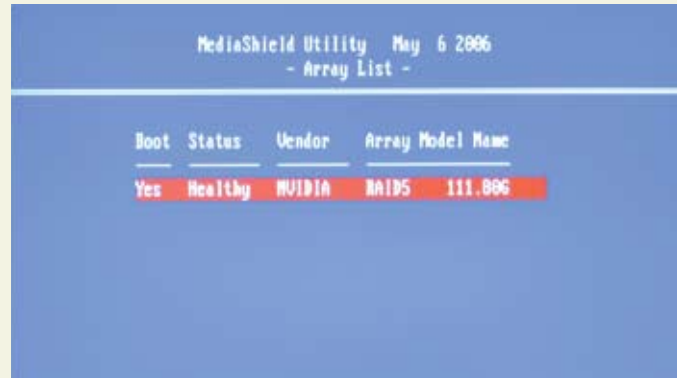 MediaShield Utility May 6 2006
- Array List -
Boot Status Vendor Array Model Name
Yes Healthy NVIDIA RAID5 111.80G